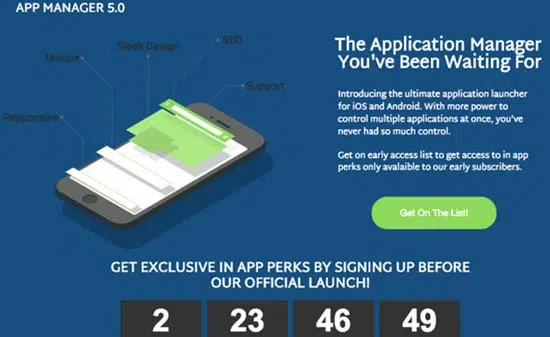 APP MANAGER 5.0
Sleek Design
SEO
Unique
Support
Responsive
The Application Manager
You've Been Waiting For
Introducing the ultimate application launcher
for iOS and Android. With more power to
control multiple applications at once, you've
never had so much control.
Get on early access list to get access to in app
perks only avalaible to our early subscribers.
Get On The List!
GET EXCLUSIVE IN APP PERKS BY SIGNING UP BEFORE
OUR OFFICIAL LAUNCH!
2 23 46 49